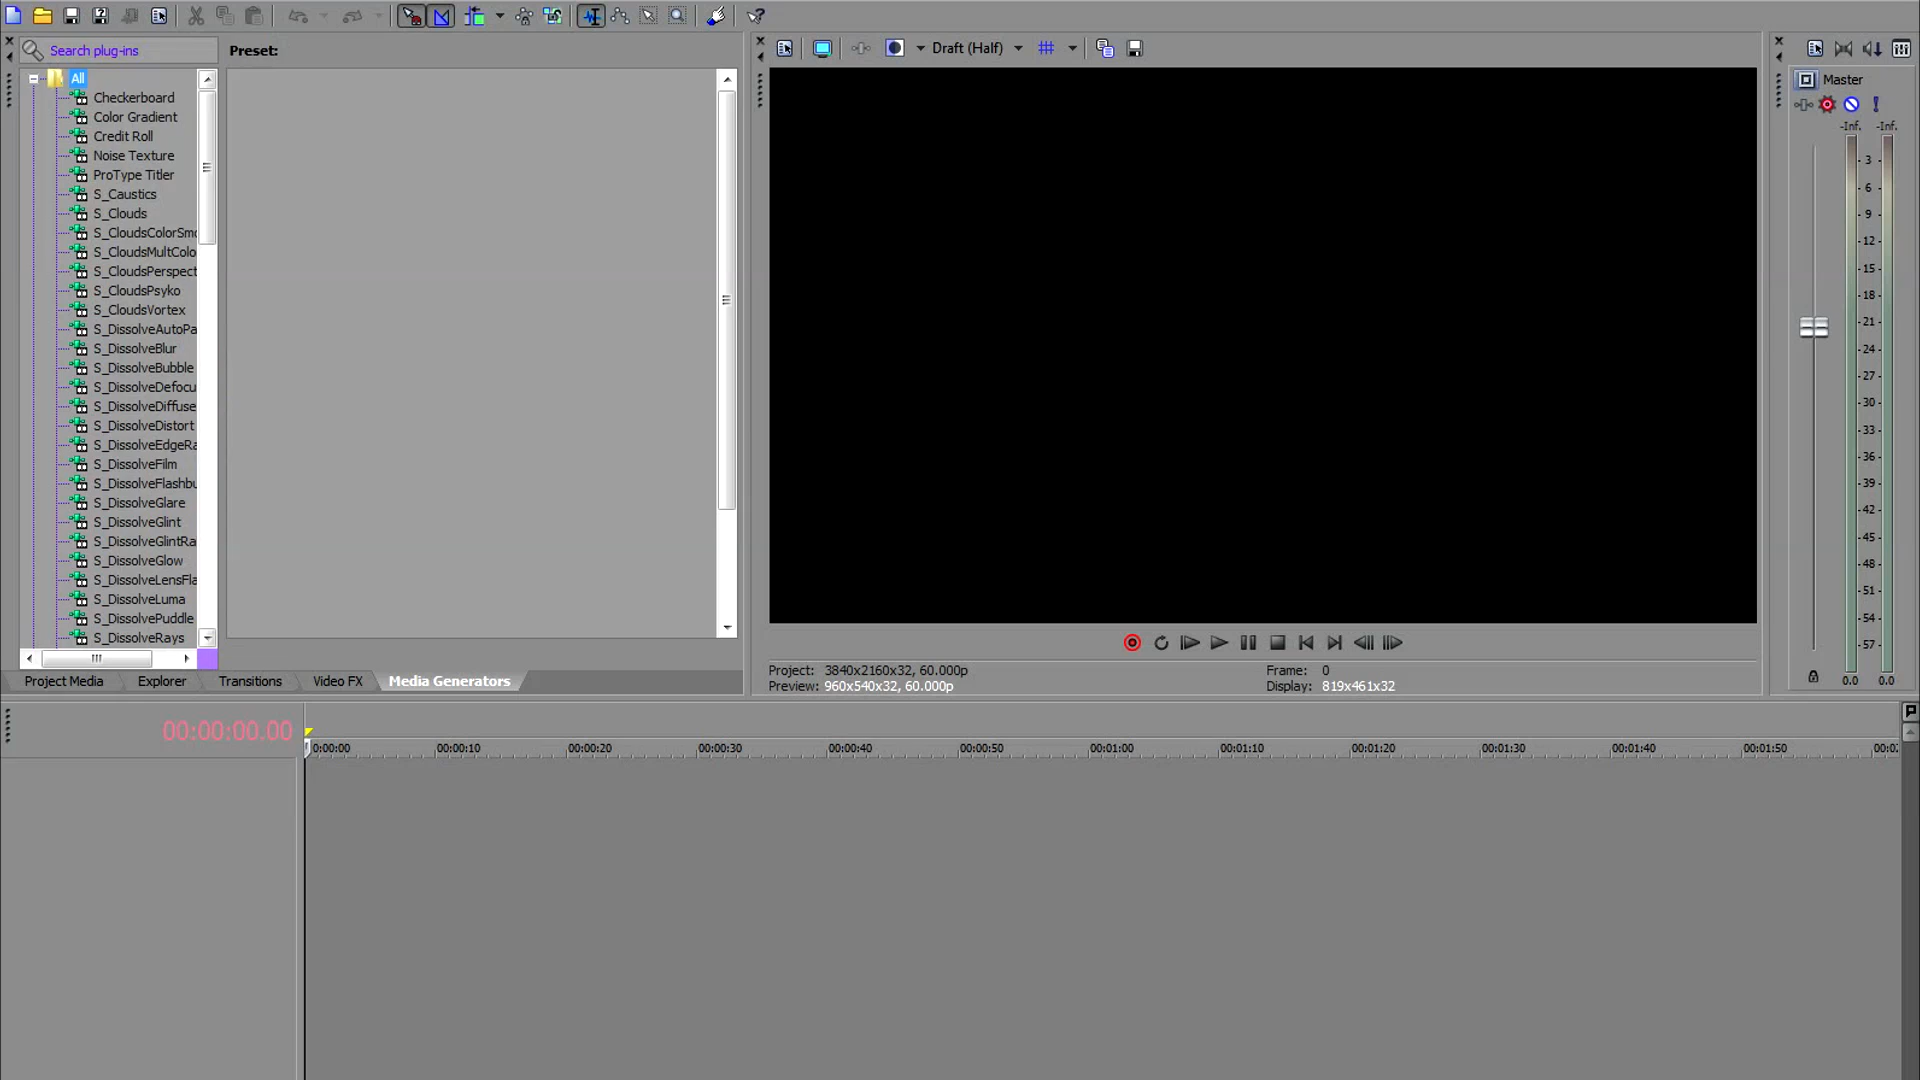 Search plug-ins
Preset:
All
Checkerboard
Color Gradient
Credit Roll
Noise Texture
ProType Titler
S_Caustics
S_Clouds
S_CloudsColorSmo
S_CloudsMultColo
S_CloudsPerspect
S_CloudsPsyko
S_CloudsVortex
S_DissolveAutoPa
S_DissolveBlur
S_DissolveBubble
S_DissolveDefocu
S_DissolveDiffuse
S_DissolveDistort
S_DissolveEdgeRa
S_DissolveFilm
S_DissolveFlashbu
S_DissolveGlare
S_DissolveGlint
S_DissolveGlintRa
S_DissolveGlow
S_DissolveLensFla
S_DissolveLuma
S_DissolvePuddle
S_DissolveRays
Project Media Explorer Transitions Video FX Media Generators
Draft (Half)
Project: 3840x2160x32, 60.000p
Preview: 960x540x32, 60.000p
Frame: 0
Display: 819x461x32
Master
-Inf. -Inf.
3
6
9
12
15
18
21
24
27
30
33
36
39
42
45
48
51
54
57
0.0 0.0
00:00:00.00
0:00:00 00:00:10 00:00:20 00:00:30 00:00:40 00:00:50 00:01:00 00:01:10 00:01:20 00:01:30 00:01:40 00:01:50 00:02: